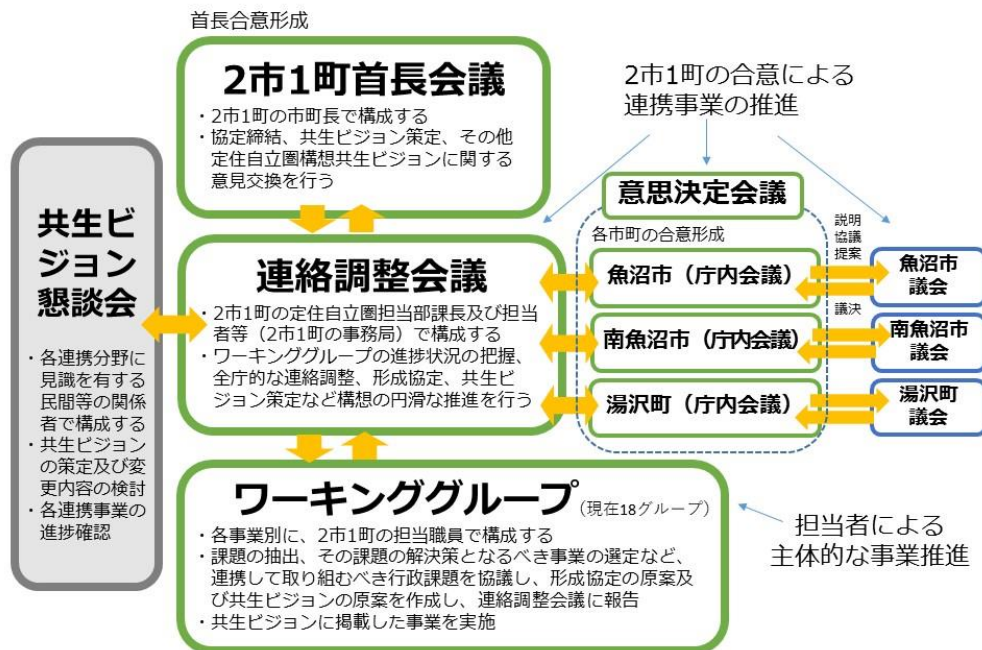 首長合意形成
2市1町首長会議
・2市1町の市町長で構成する
・協定締結、共生ビジョン策定、その他
定住自立圏構想共生ビジョンに関する
意見交換を行う
2市1町の合意による
連携事業の推進
共生ビ
ジョン
懇談会
・各連携分野に
見識を有する
民間等の関係
者で構成する
・共生ビジョン
の策定及び変
更内容の検討
・各連携事業の
進捗確認
連絡調整会議
・2市1町の定住自立圏担当部課長及び担当
者等（2市1町の事務局）で構成する
・ワーキンググループの進捗状況の把握、
全庁的な連絡調整、形成協定、共生ビ
ジョン策定など構想の円滑な推進を行う
意思決定会議
各市町の合意形成
魚沼市（庁内会議）
南魚沼市（庁内会議）
湯沢町（庁内会議）
説明
協議
提案
議決
魚沼市
議会
南魚沼市
議会
湯沢町
議会
ワーキンググループ（現在18グループ）
・各事業別に、2市1町の担当職員で構成する
・課題の抽出、その課題の解決策となるべき事業の選定など、
連携して取り組むべき行政課題を協議し、形成協定の原案及
び共生ビジョンの原案を作成し、連絡調整会議に報告
・共生ビジョンに掲載した事業を実施
担当者による
主体的な事業推進